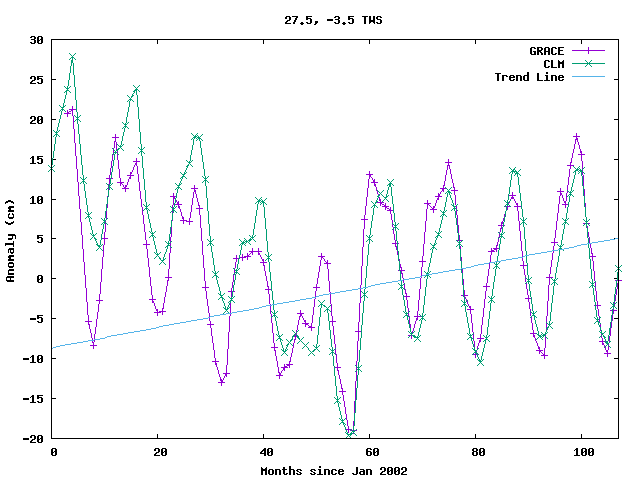 27.5, -3.5 TWS
30
25
20
15
10
5
0
-5
-10
-15
-20
Anomaly (cm)
GRACE
CLM
Trend Line
0 20 40 60 80 100
Months since Jan 2002